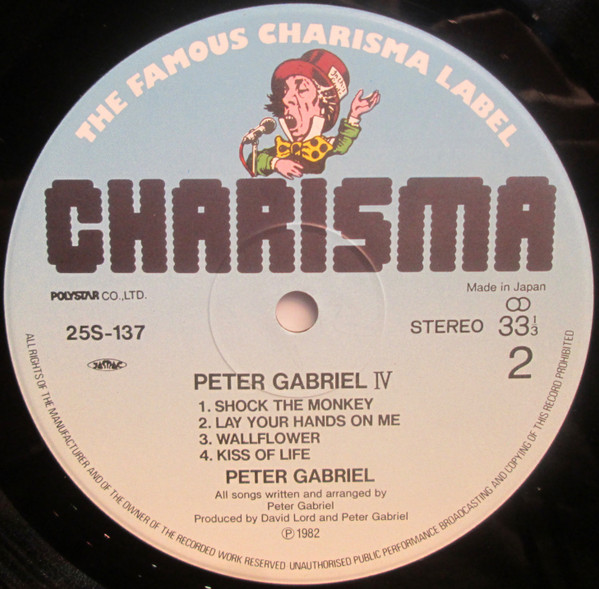 THE FAMOUS CHARISMA LABEL
CHARISMA
POLYSTAR CO.,LTD.
Made in Japan
25S-137
STEREO 33 1/3
JASRAC
2
PETER GABRIEL IV
1. SHOCK THE MONKEY
2. LAY YOUR HANDS ON ME
3. WALLFLOWER
4. KISS OF LIFE
PETER GABRIEL
All songs written and arranged by
Peter Gabriel
Produced by David Lord and Peter Gabriel
Ⓟ1982
ALL RIGHTS OF THE MANUFACTURER AND OF THE OWNER OF THE RECORDED WORK RESERVED UNAUTHORISED PUBLIC PERFORMANCE BROADCASTING AND COPYING OF THIS RECORD PROHIBITED